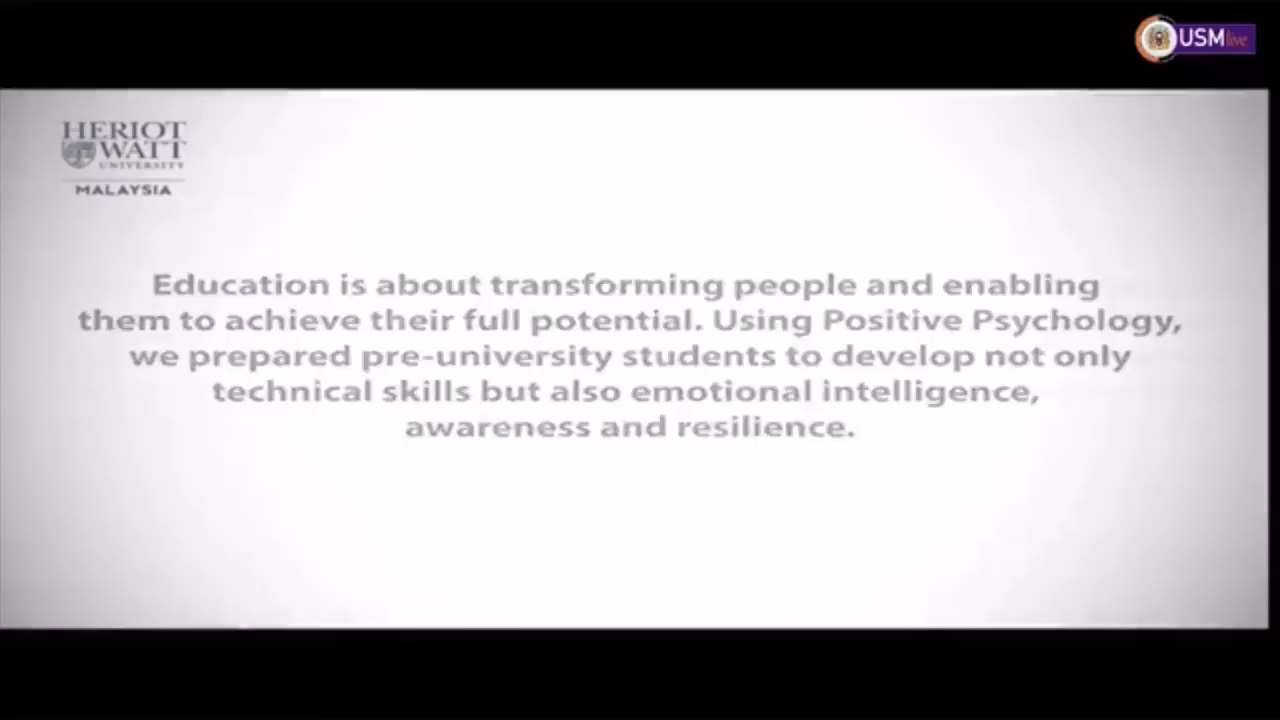 USMlive
HERIOT
WATT
UNIVERSITY
MALAYSIA
Education is about transforming people and enabling
them to achieve their full potential. Using Positive Psychology,
we prepared pre-university students to develop not only
technical skills but also emotional intelligence,
awareness and resilience.